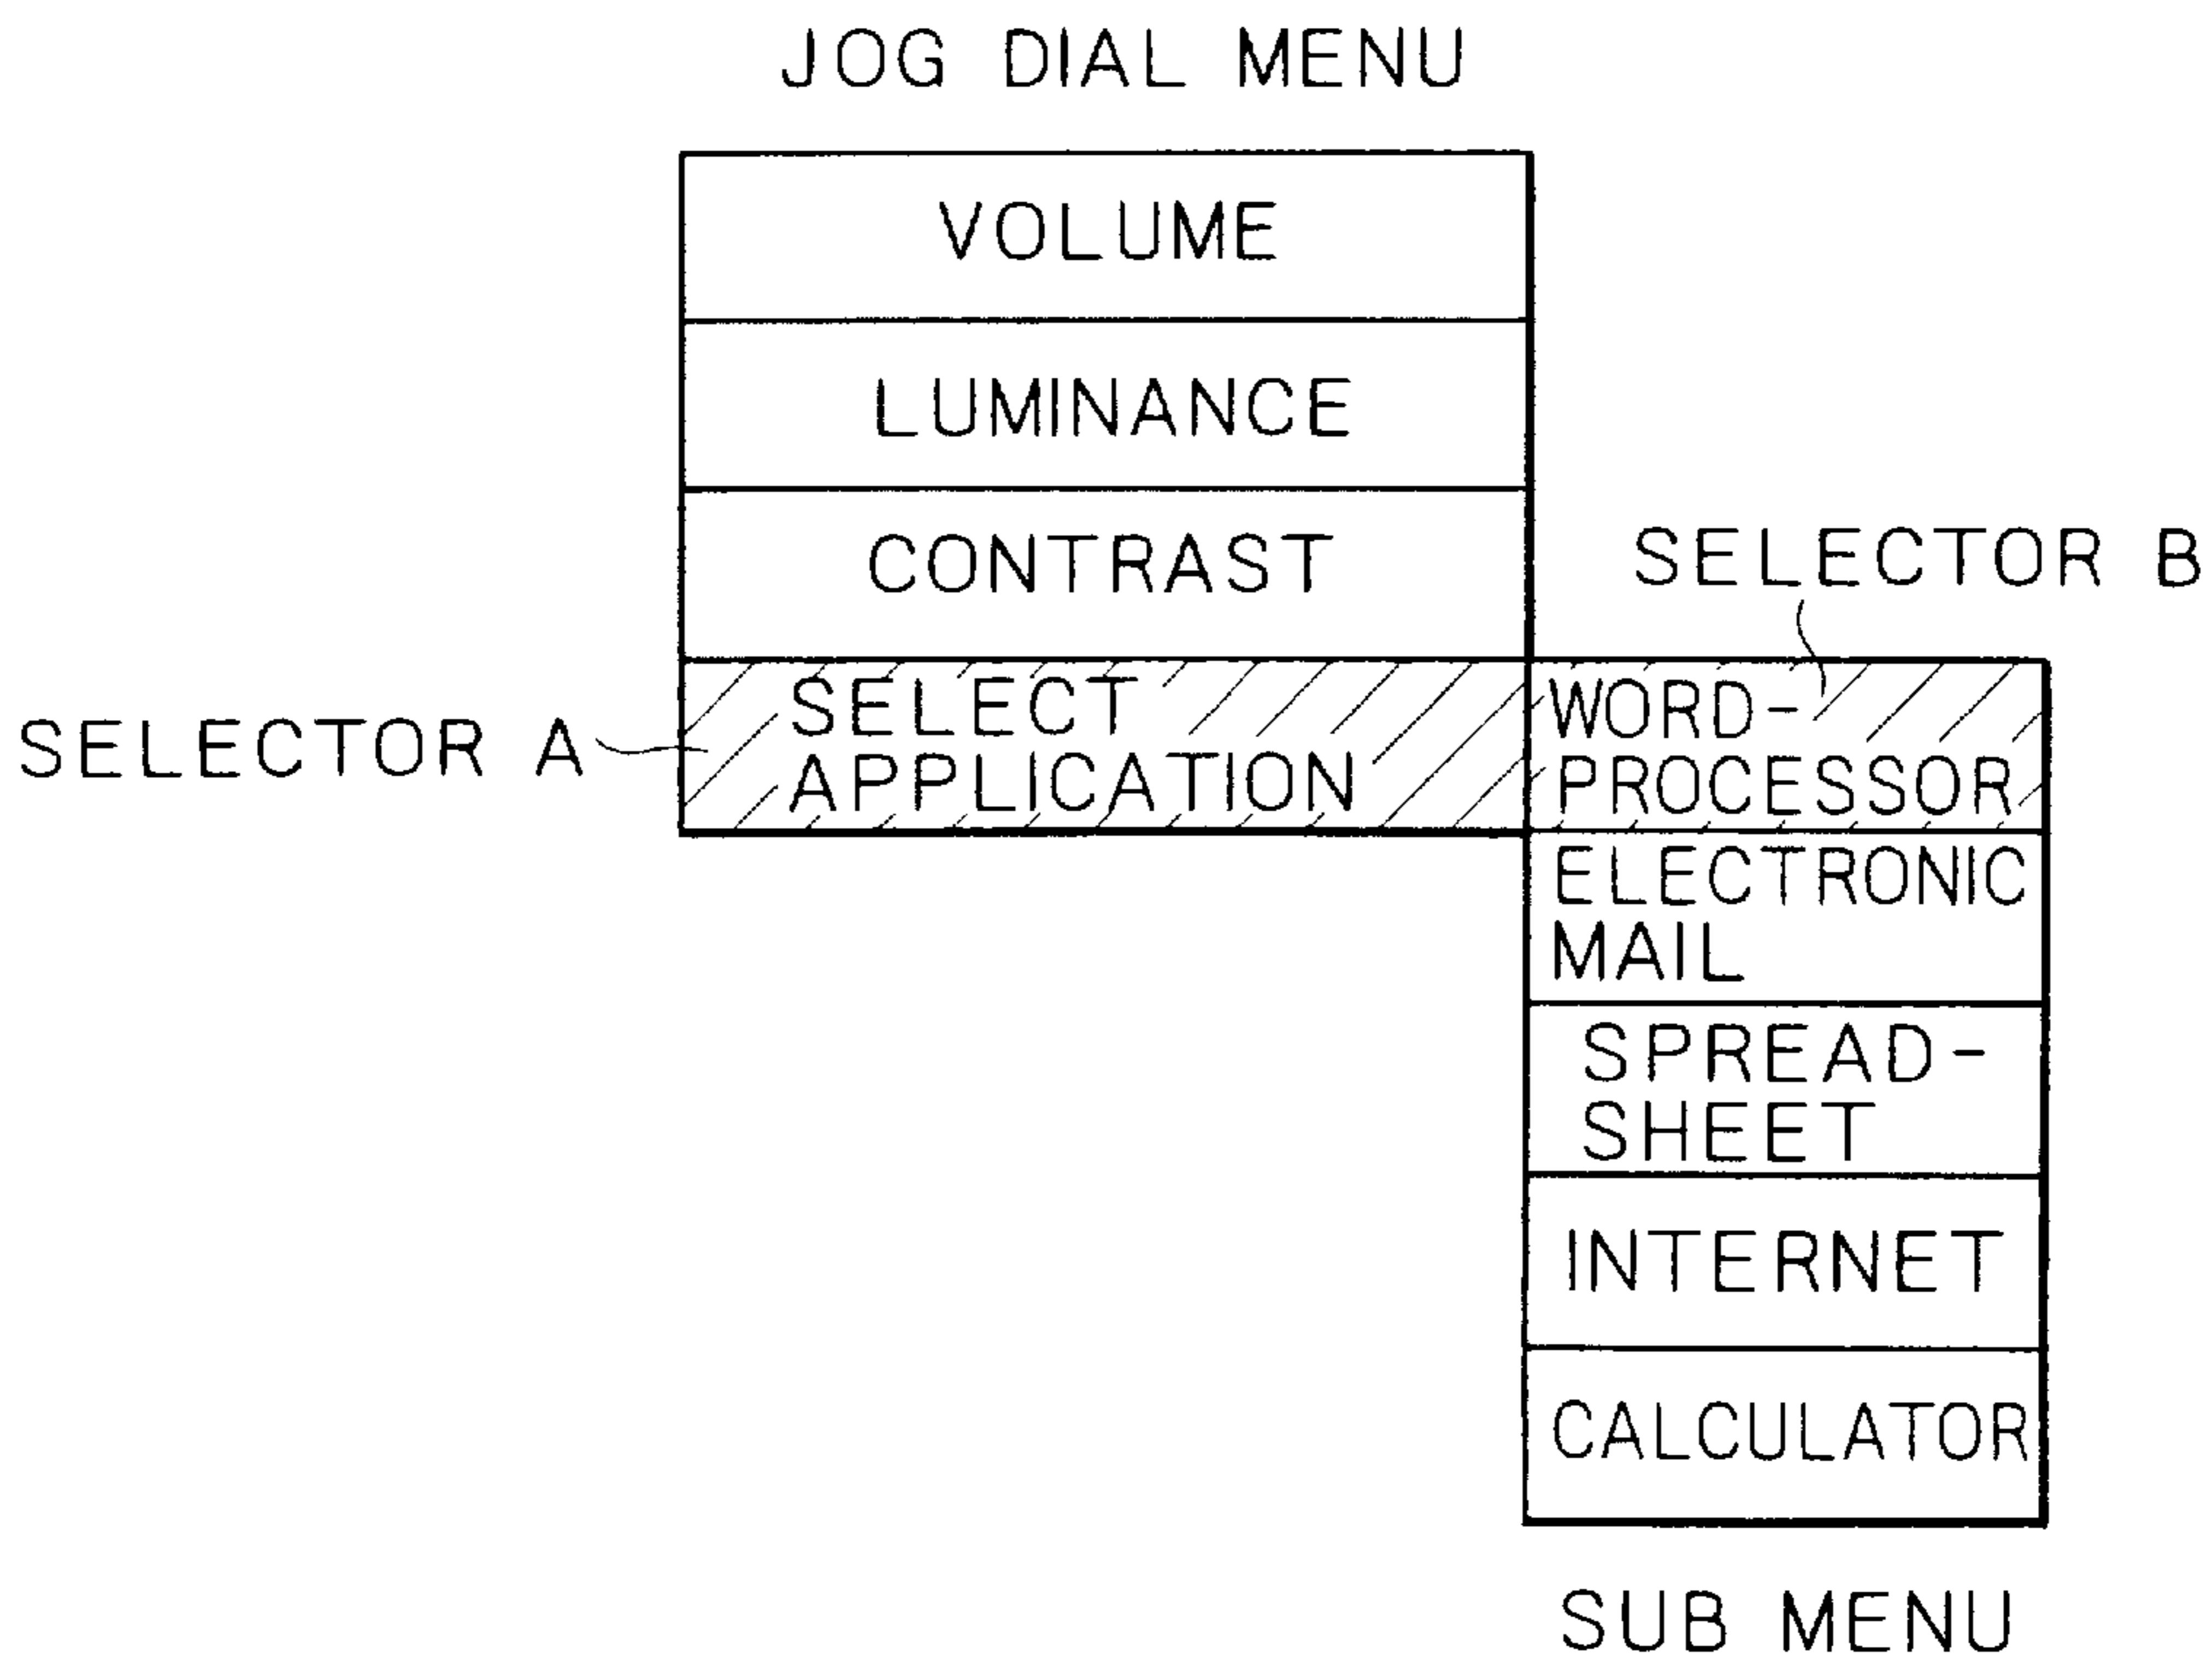 JOG DIAL MENU
VOLUME
LUMINANCE
CONTRAST
SELECTOR B
SELECTOR A
SELECT
APPLICATION
WORD-
PROCESSOR
ELECTRONIC
MAIL
SPREAD-
SHEET
INTERNET
CALCULATOR
SUB MENU